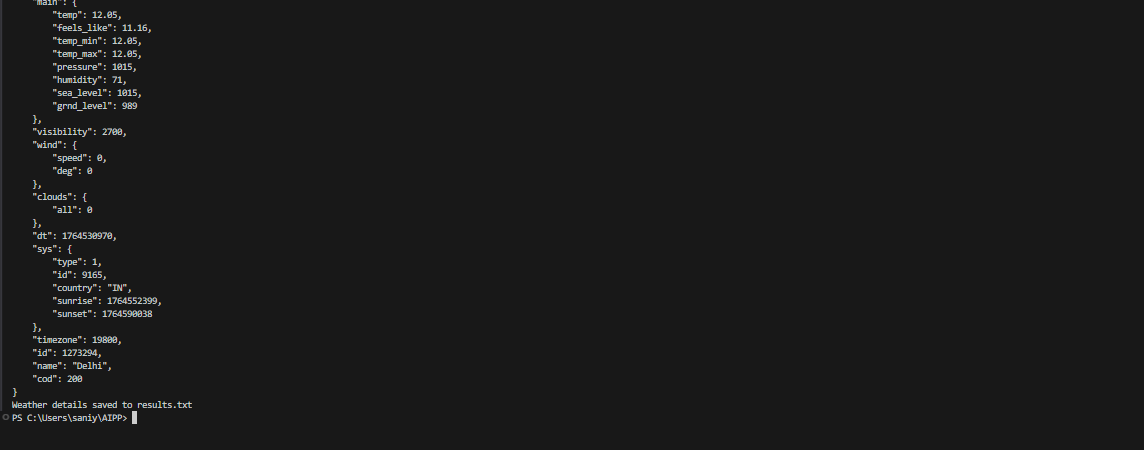 "main": {
"temp": 12.05,
"feels_like": 11.16,
"temp_min": 12.05,
"temp_max": 12.05,
"pressure": 1015,
"humidity": 71,
"sea_level": 1015,
"grnd_level": 989
},
"visibility": 2700,
"wind": {
"speed": 0,
"deg": 0
},
"clouds": {
"all": 0
},
"dt": 1764530970,
"sys": {
"type": 1,
"id": 9165,
"country": "IN",
"sunrise": 1764552399,
"sunset": 1764590038
},
"timezone": 19800,
"id": 1273294,
"name": "Delhi",
"cod": 200
}
Weather details saved to results.txt
PS C:\Users\saniy\AIPP>